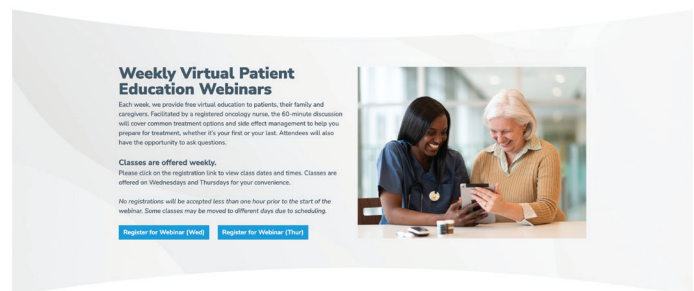 Weekly Virtual Patient
Education Webinars
Each week, we provide free virtual education to patients, their family and
caregivers. Facilitated by a registered oncology nurse, the 60-minute discussion
will cover common treatment options and side effect management to help you
prepare for treatment, whether it's your first or your last. Attendees will also
have the opportunity to ask questions.
Classes are offered weekly.
Please click on the registration link to view class dates and times. Classes are
offered on Wednesdays and Thursdays for your convenience.
No registrations will be accepted less than one hour prior to the start of the
webinar. Some classes may be moved to different days due to scheduling.
Register for Webinar (Wed)
Register for Webinar (Thur)